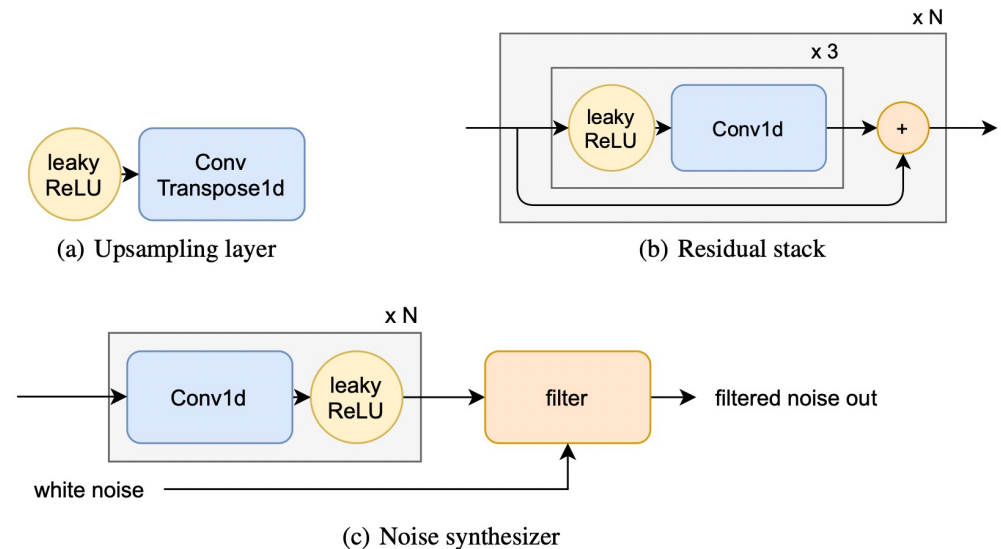 leaky
ReLU
Conv
Transpose1d
(a) Upsampling layer
x N
x 3
leaky
ReLU
Conv1d
+
(b) Residual stack
x N
Conv1d
leaky
ReLU
filter
filtered noise out
white noise
(c) Noise synthesizer